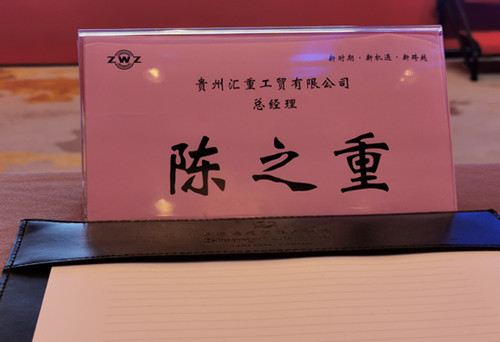 ZWZ
新时期·新机遇·新跨越
贵州汇重工贸有限公司
总经理
陈之重